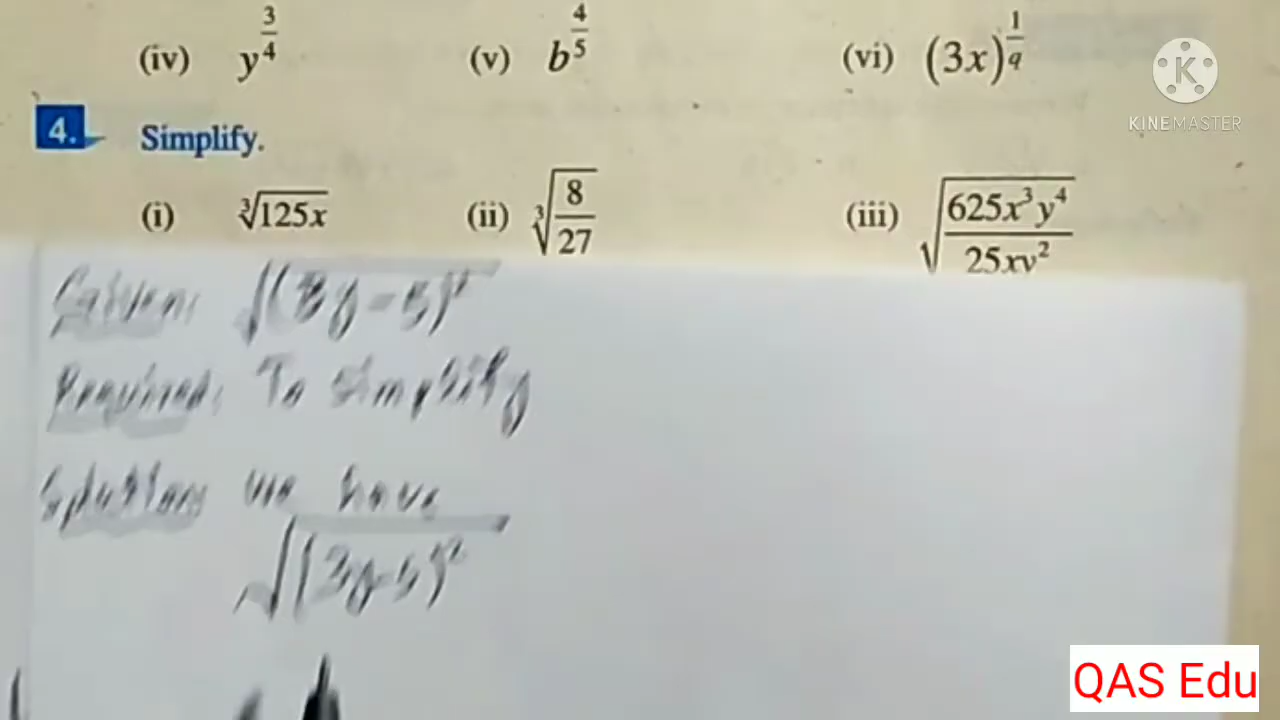 (iv) y^{3/4} (v) b^{4/5} (vi) (3x)^{1/q}
KINEMASTER
4. Simplify.
(i) ∛125x (ii) ∛(8/27) (iii) √(625x³y⁴/25xy²)
Given: √(3y-5)²
Required: To simplify
Solution: we have
√(3y-5)²
QAS Edu